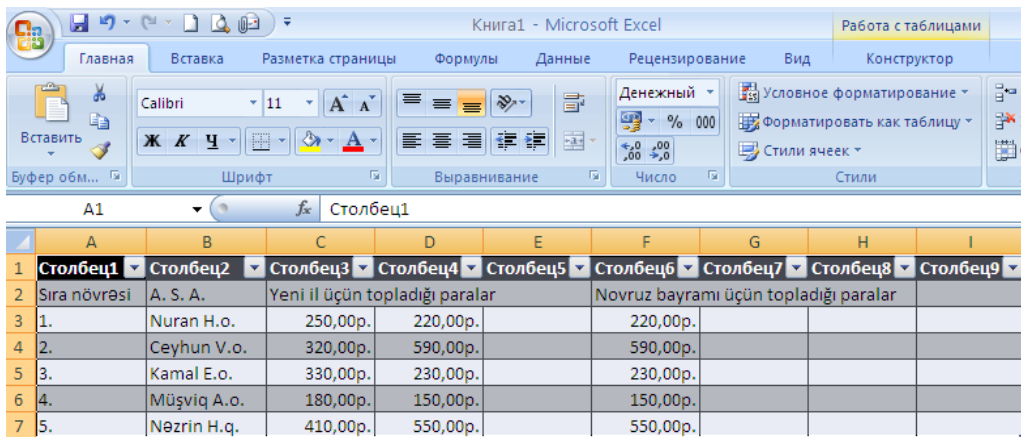 Книга1 - Microsoft Excel
Работа с таблицами
Главная Вставка Разметка страницы Формулы Данные Рецензирование Вид Конструктор
Вставить
Calibri 11 A A
Ж К Ч A
Денежный
% 000
,0 ,00 ,00 ,0
Условное форматирование
Форматировать как таблицу
Стили ячеек
Буфер обм... Шрифт Выравнивание Число Стили
A1 fx Столбец1
A B C D E F G H I
1 Столбец1 Столбец2 Столбец3 Столбец4 Столбец5 Столбец6 Столбец7 Столбец8 Столбец9
2 Sıra növrəsi A. S. A. Yeni il üçün topladığı paralar Novruz bayramı üçün topladığı paralar
3 1. Nuran H.o. 250,00р. 220,00р. 220,00р.
4 2. Ceyhun V.o. 320,00р. 590,00р. 590,00р.
5 3. Kamal E.o. 330,00р. 230,00р. 230,00р.
6 4. Müşviq A.o. 180,00р. 150,00р. 150,00р.
7 5. Nəzrin H.q. 410,00р. 550,00р. 550,00р.